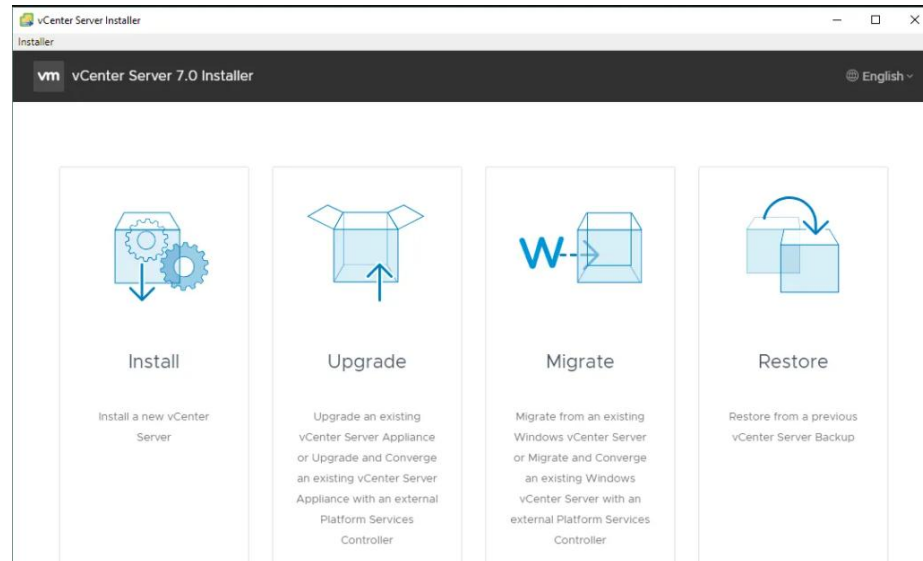 vCenter Server Installer
Installer
vm vCenter Server 7.0 Installer
English
Install
Install a new vCenter
Server
Upgrade
Upgrade an existing
vCenter Server Appliance
or Upgrade and Converge
an existing vCenter Server
Appliance with an external
Platform Services
Controller
W
Migrate
Migrate from an existing
Windows vCenter Server
or Migrate and Converge
an existing Windows
vCenter Server with an
external Platform Services
Controller
Restore
Restore from a previous
vCenter Server Backup